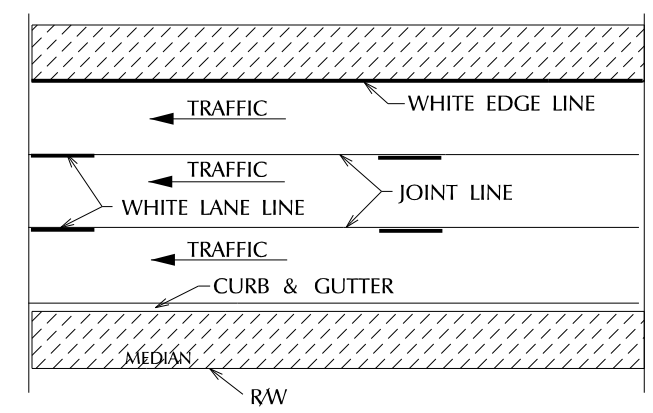 TRAFFIC
WHITE EDGE LINE
TRAFFIC
JOINT LINE
WHITE LANE LINE
TRAFFIC
CURB & GUTTER
MEDIAN
R/W